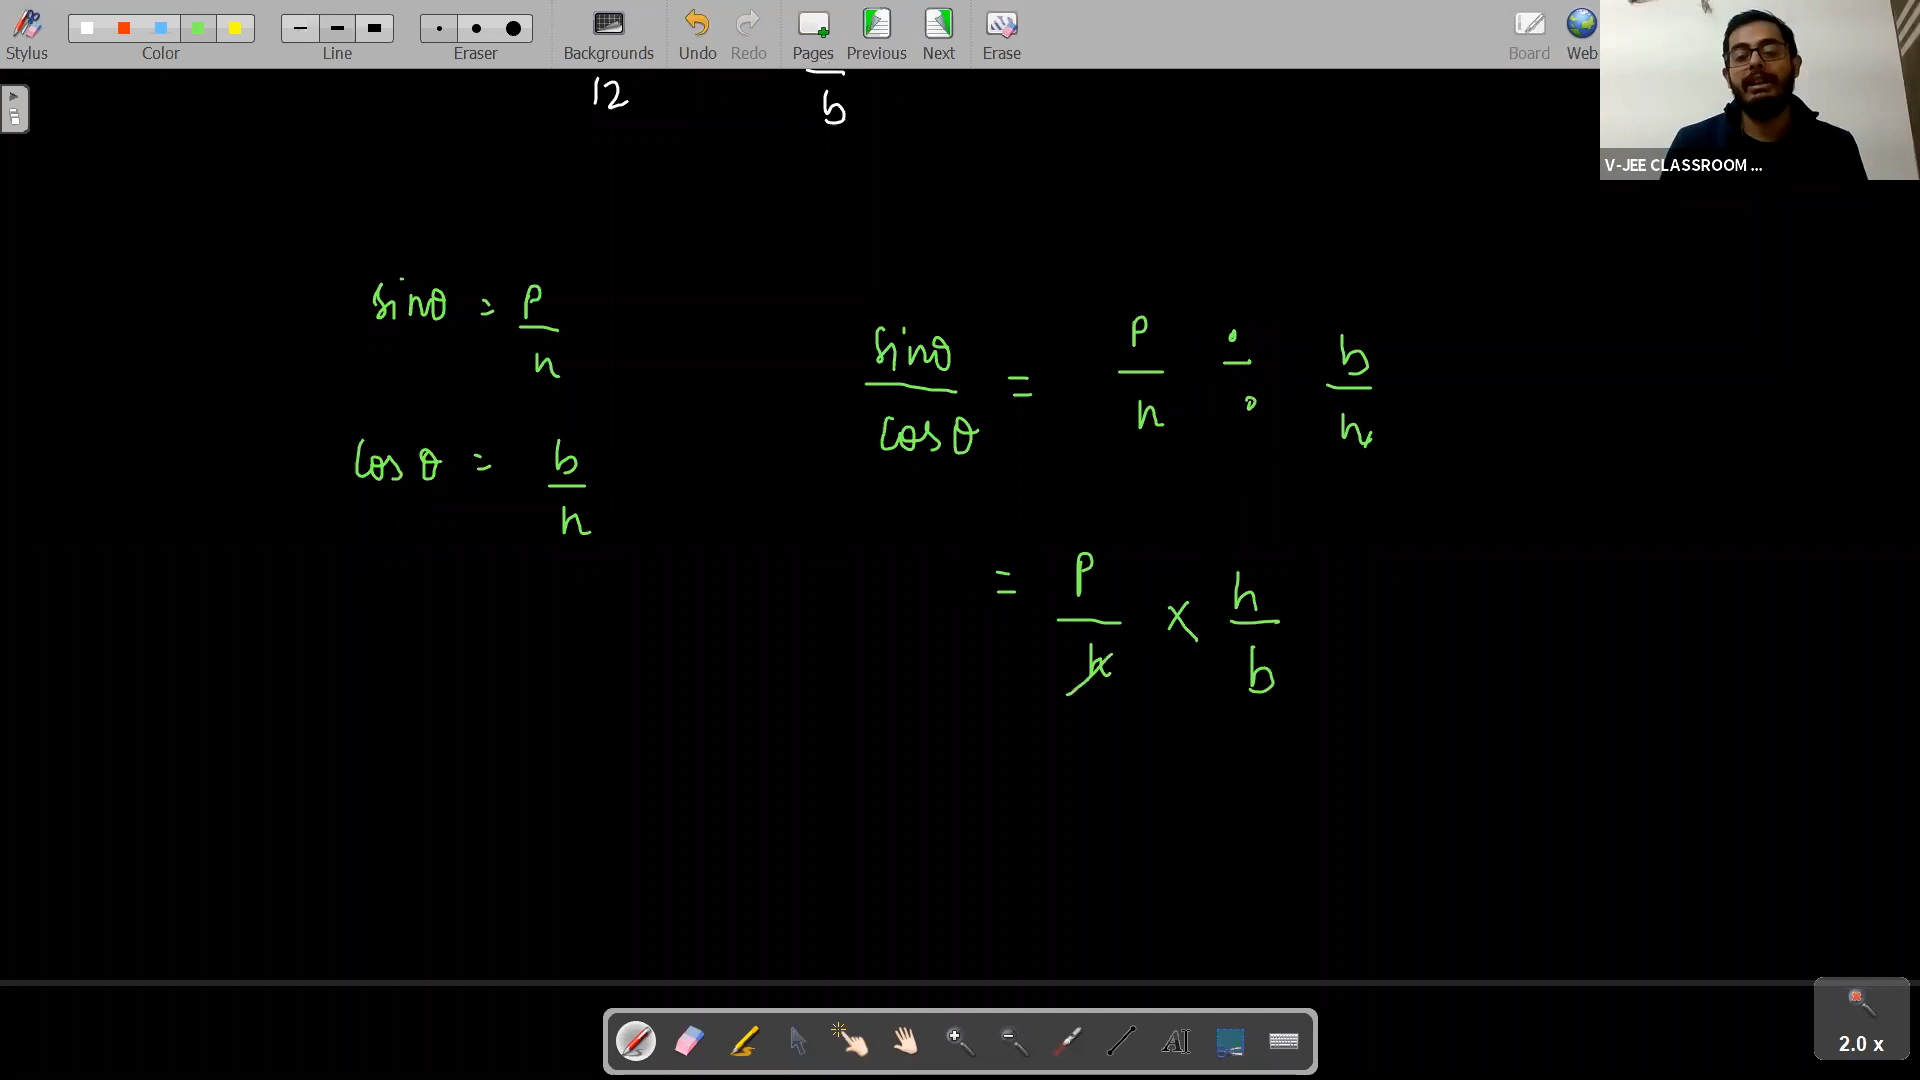 Stylus Color Line Eraser Backgrounds Undo Redo Pages Previous Next Erase Board Web
12 b
V-JEE CLASSROOM ...
sinθ = P/h
cosθ = b/h
sinθ/cosθ = P/h ÷ b/h
= P/h × h/b
2.0 x